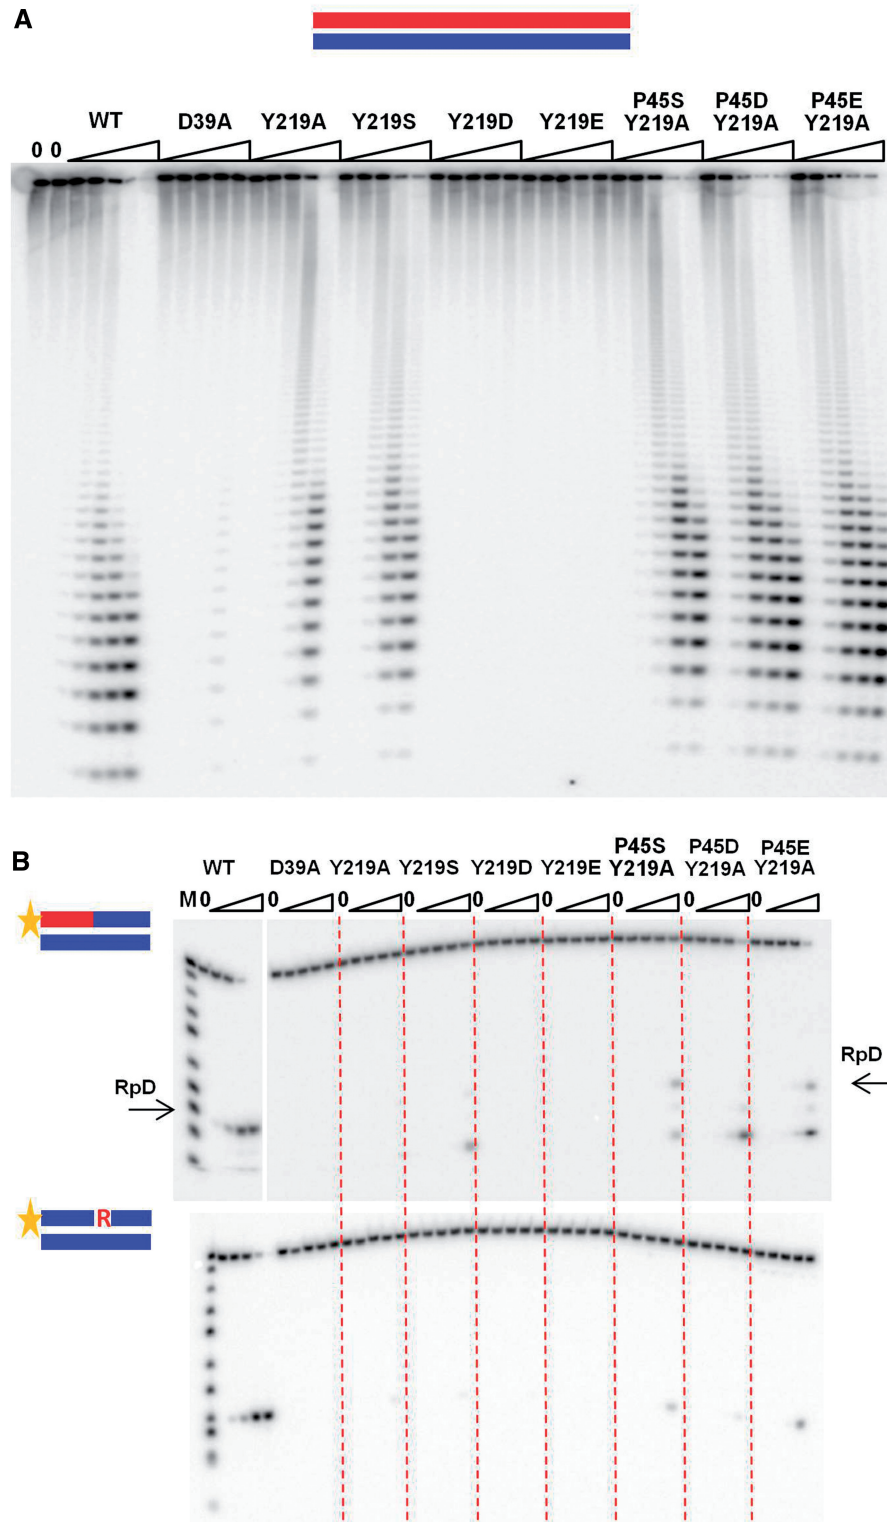 A
P45S P45D P45E
WT D39A Y219A Y219S Y219D Y219E Y219A Y219A Y219A
0 0
B
P45S P45D P45E
WT D39A Y219A Y219S Y219D Y219E Y219A Y219A Y219A
M 0 0 0 0 0 0 0 0 0
RpD
RpD
R